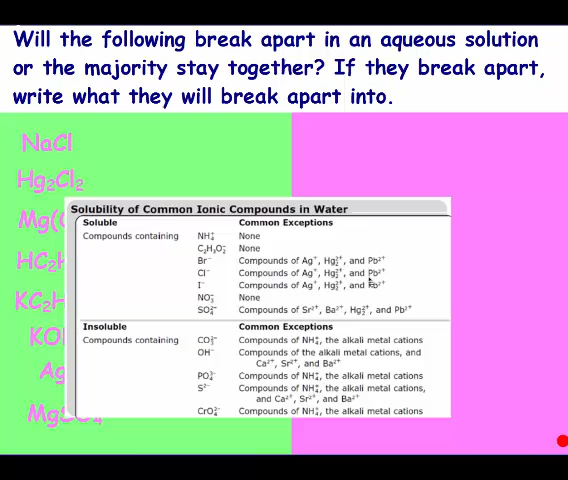 Will the following break apart in an aqueous solution
or the majority stay together? If they break apart,
write what they will break apart into.
NaCl
Hg₂Cl₂
Mg(
HC₂H
KC₂H
KO
Ag
MgSO₄
Solubility of Common Ionic Compounds in Water
Soluble Common Exceptions
Compounds containing NH₄⁺ None
C₂H₃O₂⁻ None
Br⁻ Compounds of Ag⁺, Hg₂²⁺, and Pb²⁺
Cl⁻ Compounds of Ag⁺, Hg₂²⁺, and Pb²⁺
I⁻ Compounds of Ag⁺, Hg₂²⁺, and Pb²⁺
NO₃⁻ None
SO₄²⁻ Compounds of Sr²⁺, Ba²⁺, Hg₂²⁺, and Pb²⁺
Insoluble Common Exceptions
Compounds containing CO₃²⁻ Compounds of NH₄⁺, the alkali metal cations
OH⁻ Compounds of the alkali metal cations, and
Ca²⁺, Sr²⁺, and Ba²⁺
PO₄³⁻ Compounds of NH₄⁺, the alkali metal cations
S²⁻ Compounds of NH₄⁺, the alkali metal cations,
and Ca²⁺, Sr²⁺, and Ba²⁺
CrO₄²⁻ Compounds of NH₄⁺, the alkali metal cations